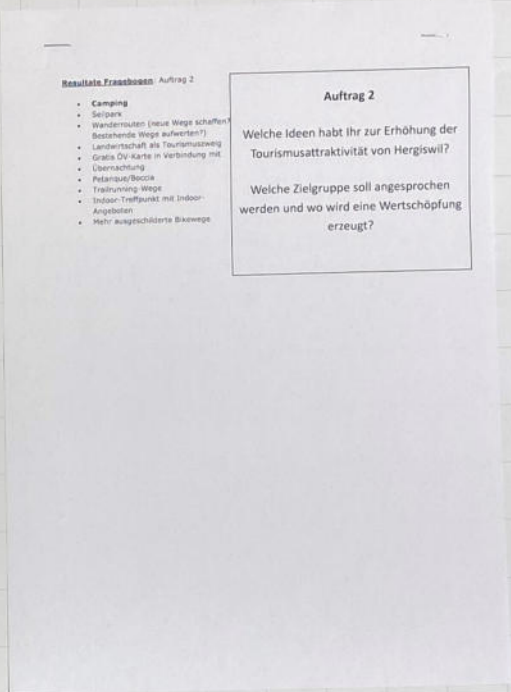 Resultate Fragebogen: Auftrag 2
• Camping
• Seilpark
• Wanderrouten (neue Wege schaffen?
Bestehende Wege aufwerten?)
• Landwirtschaft als Tourismuszweig
• Gratis ÖV-Karte in Verbindung mit
• Übernachtung
• Petanque/Boccia
• Trailrunning-Wege
• Indoor-Treffpunkt mit Indoor-
Angeboten
• Mehr ausgeschilderte Bikewege
Auftrag 2
Welche Ideen habt Ihr zur Erhöhung der
Tourismusattraktivität von Hergiswil?
Welche Zielgruppe soll angesprochen
werden und wo wird eine Wertschöpfung
erzeugt?